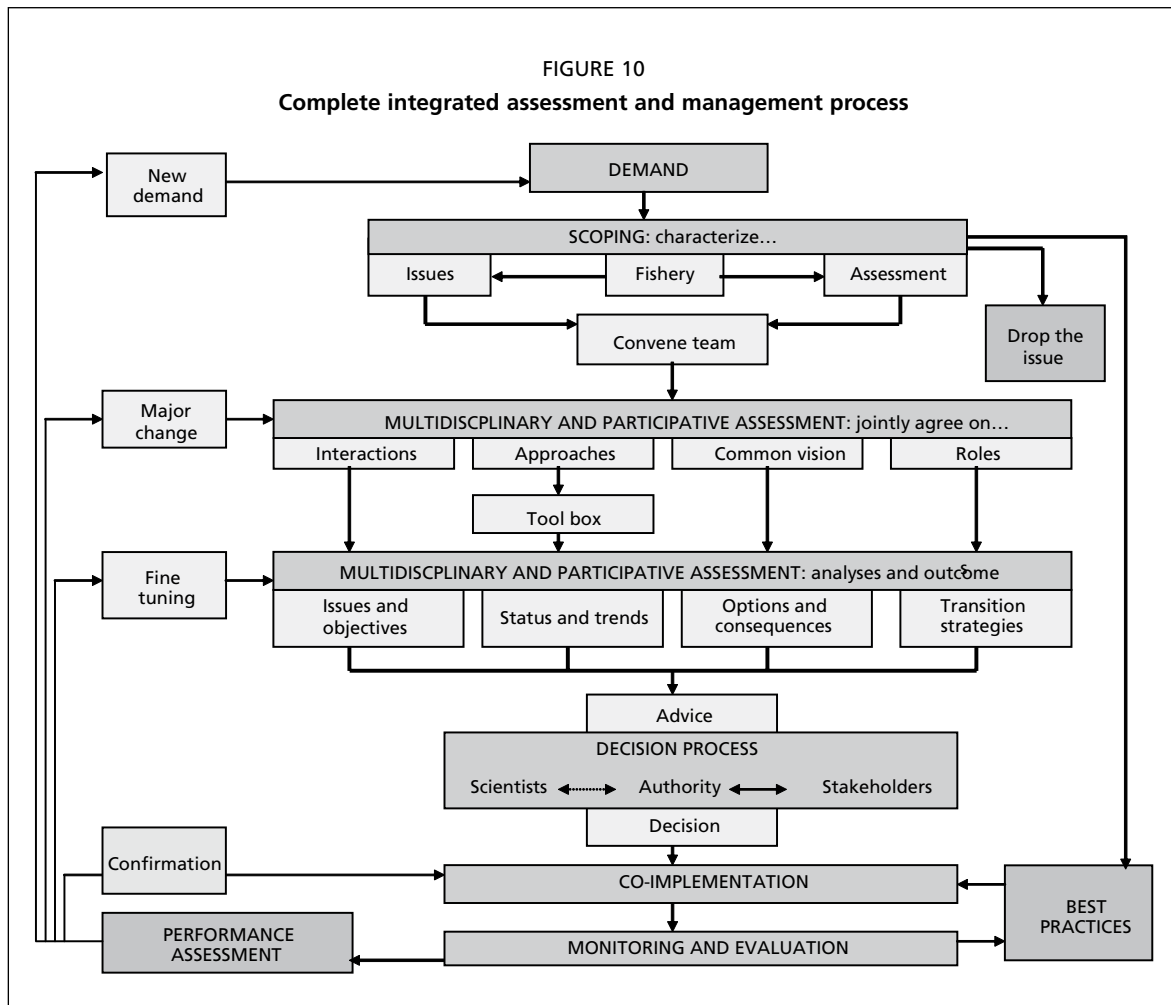 FIGURE 10
Complete integrated assessment and management process
New
demand
DEMAND
SCOPING: characterize…
Issues
Fishery
Assessment
Convene team
Drop the
issue
Major
change
MULTIDISCPLINARY AND PARTICIPATIVE ASSESSMENT: jointly agree on…
Interactions
Approaches
Common vision
Roles
Tool box
Fine
tuning
MULTIDISCPLINARY AND PARTICIPATIVE ASSESSMENT: analyses and outcomes
Issues and
objectives
Status and trends
Options and
consequences
Transition
strategies
Advice
DECISION PROCESS
Scientists
Authority
Stakeholders
Decision
Confirmation
CO-IMPLEMENTATION
BEST
PRACTICES
PERFORMANCE
ASSESSMENT
MONITORING AND EVALUATION